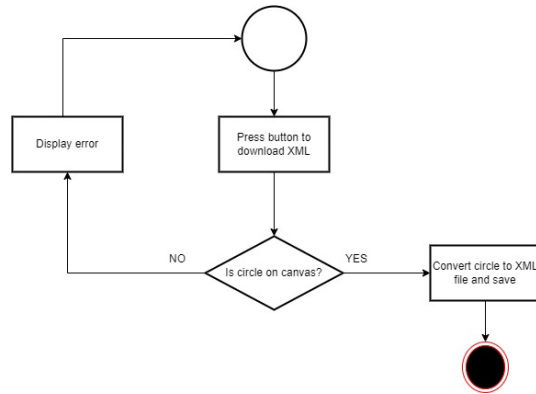 Press button to
download XML
Display error
Is circle on canvas?
NO
YES
Convert circle to XML
file and save